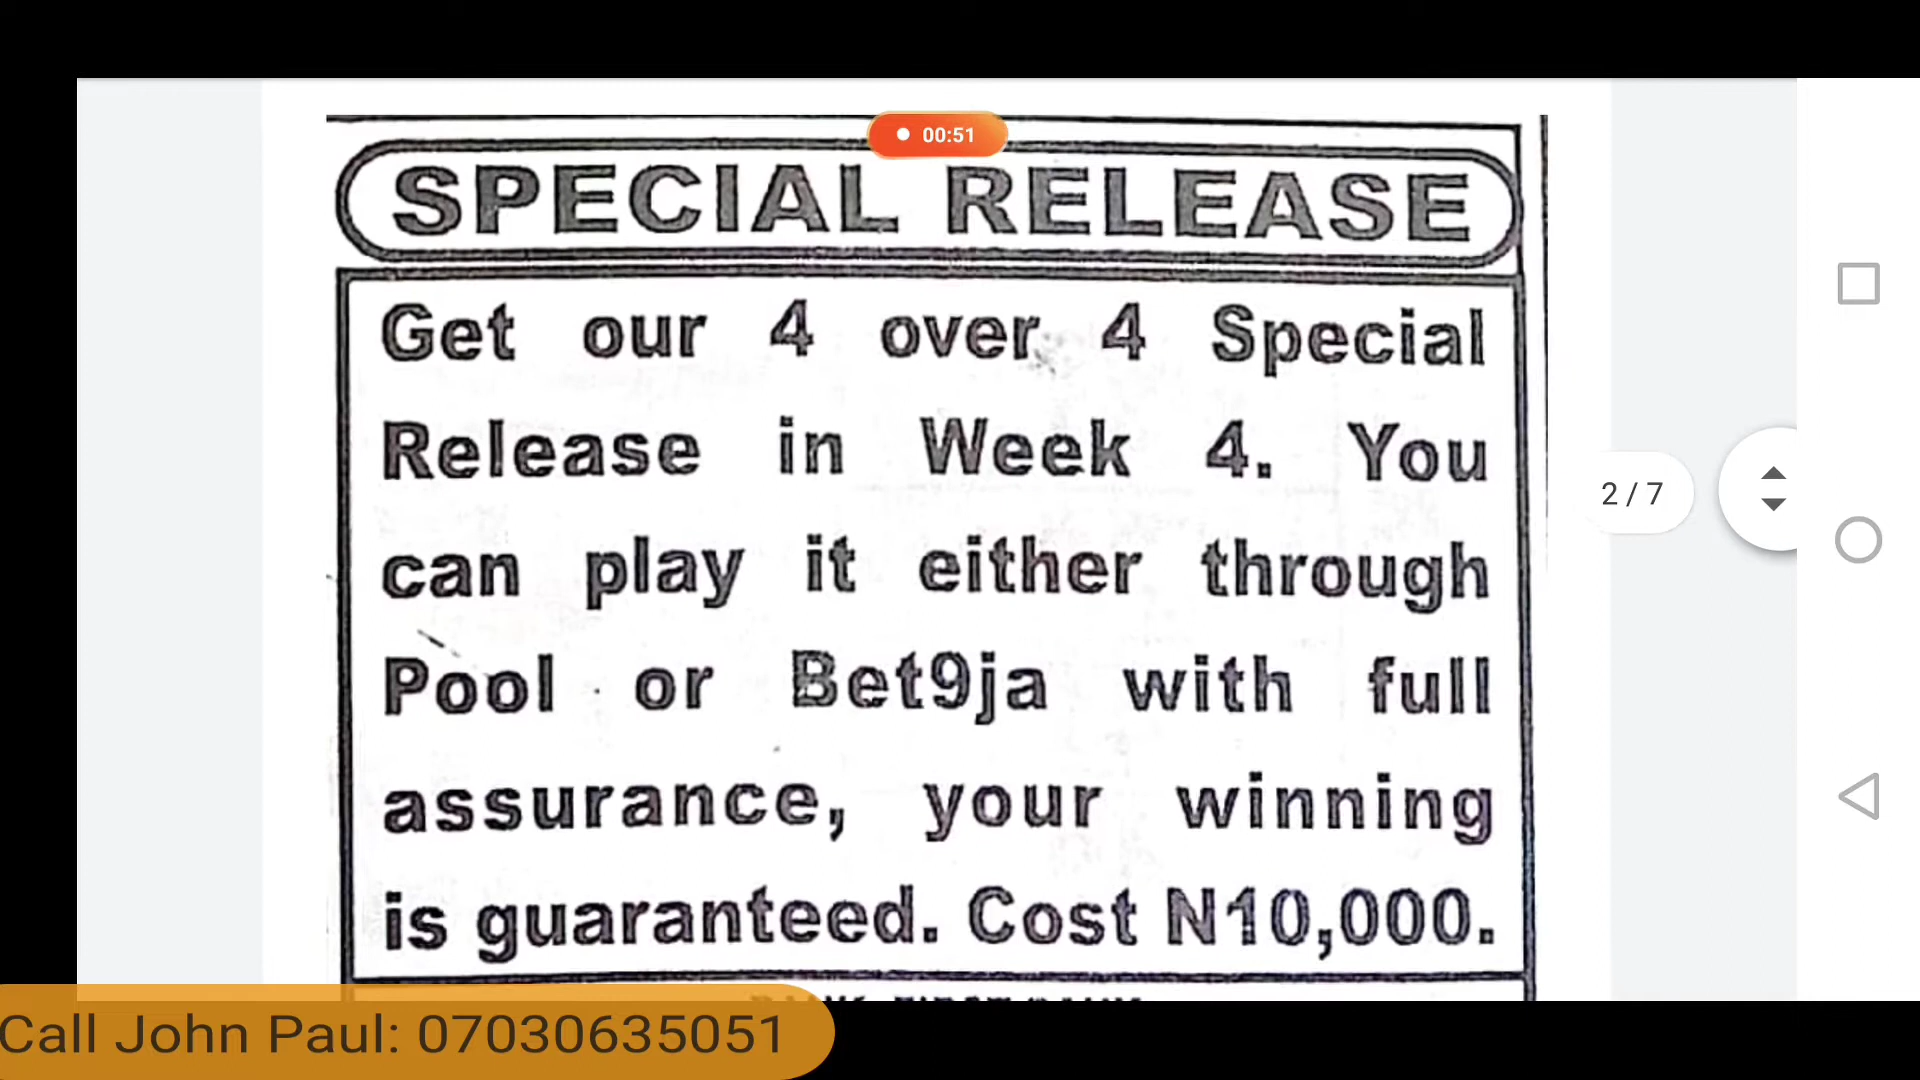 00:51
SPECIAL RELEASE
Get our 4 over 4 Special
Release in Week 4. You
can play it either through
Pool or Bet9ja with full
assurance, your winning
is guaranteed. Cost N10,000.
2 / 7
Call John Paul: 07030635051